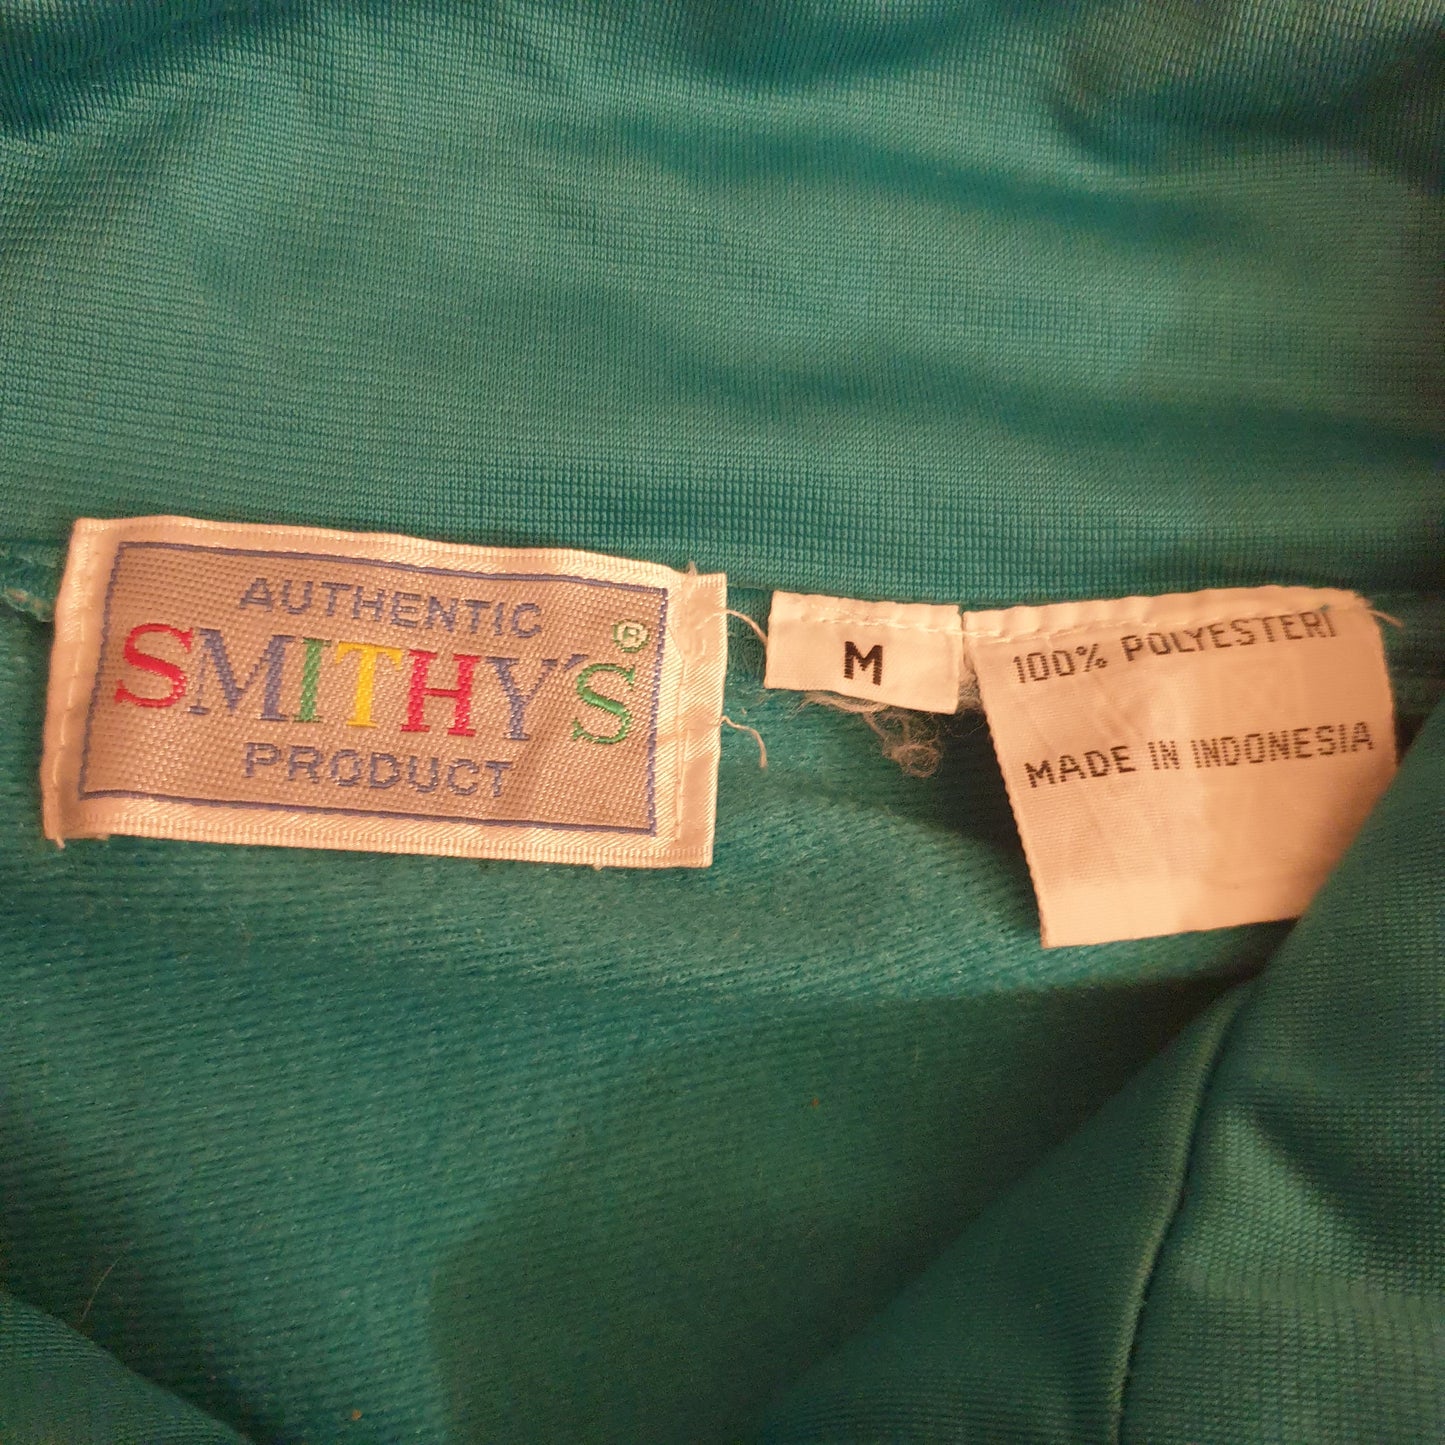 AUTHENTIC
SMITHY'S®
PRODUCT
M
100% POLYESTERI
MADE IN INDONESIA